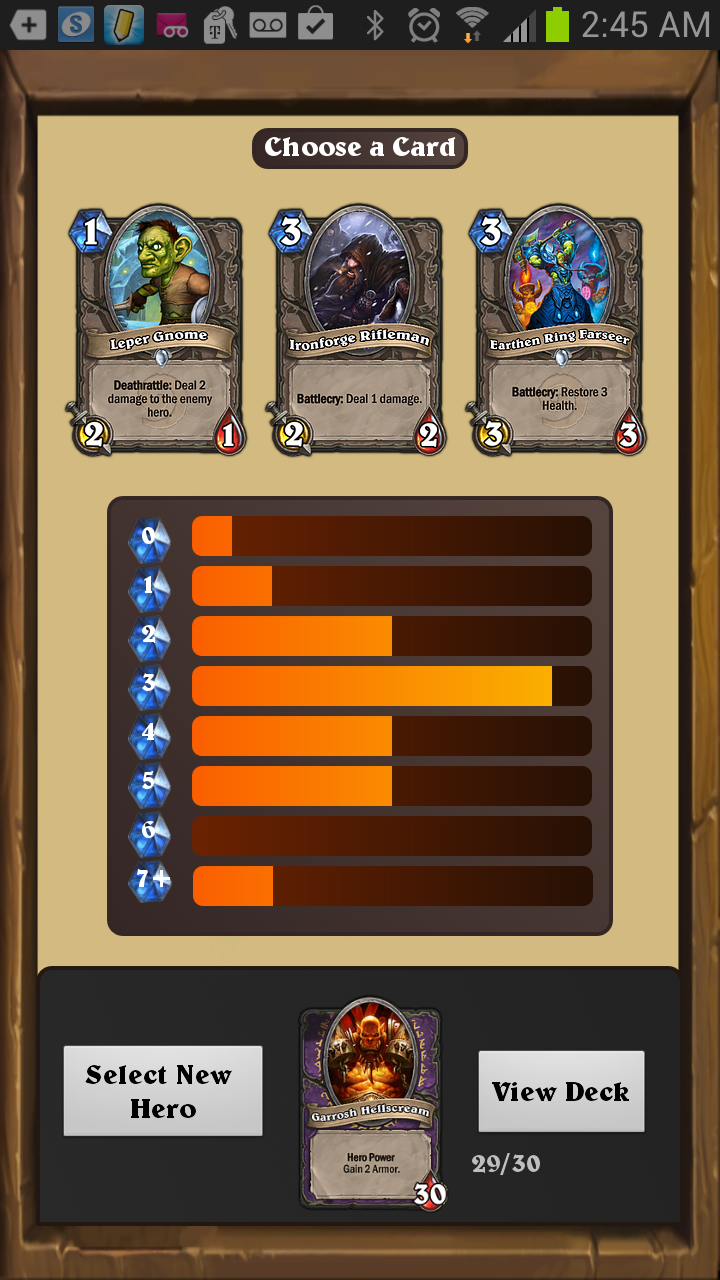 2:45 AM
Choose a Card
1
3
3
Leper Gnome
Ironforge Rifleman
Earthen Ring Farseer
Deathrattle: Deal 2
damage to the enemy
hero.
Battlecry: Deal 1 damage.
Battlecry: Restore 3
Health.
2
1
2
2
3
3
0
1
2
3
4
5
6
7+
Select New
Hero
Garrosh Hellscream
Hero Power
Gain 2 Armor.
30
View Deck
29/30